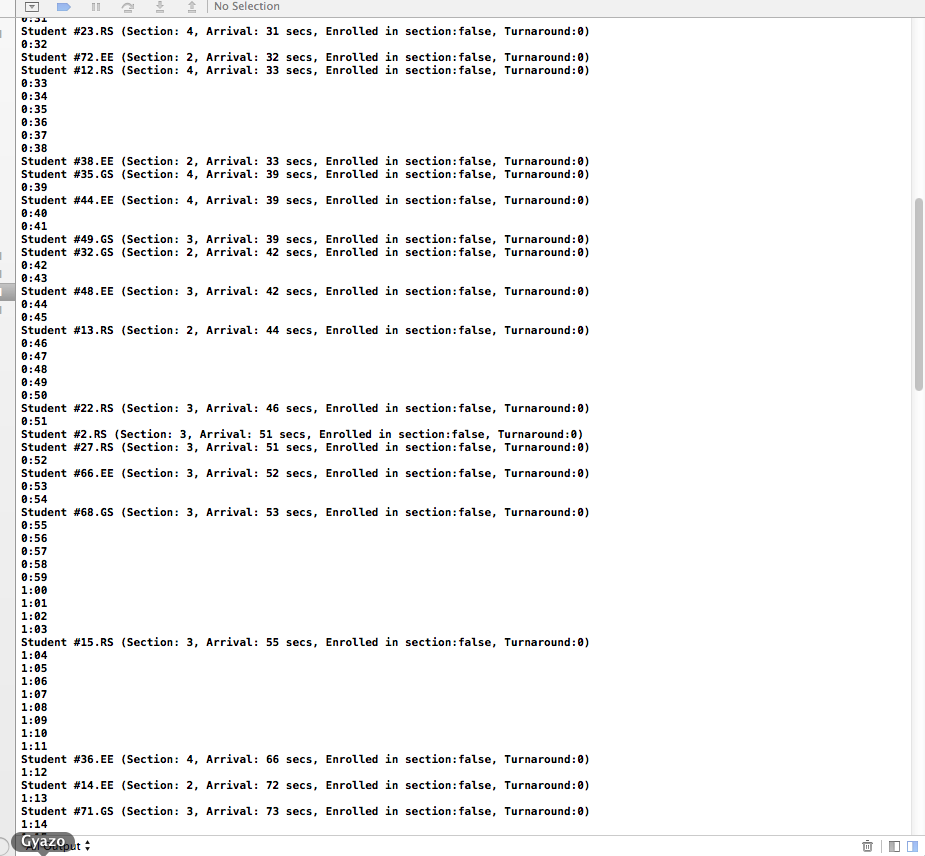 No Selection
0:31
Student #23.RS (Section: 4, Arrival: 31 secs, Enrolled in section:false, Turnaround:0)
0:32
Student #72.EE (Section: 2, Arrival: 32 secs, Enrolled in section:false, Turnaround:0)
Student #12.RS (Section: 4, Arrival: 33 secs, Enrolled in section:false, Turnaround:0)
0:33
0:34
0:35
0:36
0:37
0:38
Student #38.EE (Section: 2, Arrival: 33 secs, Enrolled in section:false, Turnaround:0)
Student #35.GS (Section: 4, Arrival: 39 secs, Enrolled in section:false, Turnaround:0)
0:39
Student #44.EE (Section: 4, Arrival: 39 secs, Enrolled in section:false, Turnaround:0)
0:40
0:41
Student #49.GS (Section: 3, Arrival: 39 secs, Enrolled in section:false, Turnaround:0)
Student #32.GS (Section: 2, Arrival: 42 secs, Enrolled in section:false, Turnaround:0)
0:42
0:43
Student #48.EE (Section: 3, Arrival: 42 secs, Enrolled in section:false, Turnaround:0)
0:44
0:45
Student #13.RS (Section: 2, Arrival: 44 secs, Enrolled in section:false, Turnaround:0)
0:46
0:47
0:48
0:49
0:50
Student #22.RS (Section: 3, Arrival: 46 secs, Enrolled in section:false, Turnaround:0)
0:51
Student #2.RS (Section: 3, Arrival: 51 secs, Enrolled in section:false, Turnaround:0)
Student #27.RS (Section: 3, Arrival: 51 secs, Enrolled in section:false, Turnaround:0)
0:52
Student #66.EE (Section: 3, Arrival: 52 secs, Enrolled in section:false, Turnaround:0)
0:53
0:54
Student #68.GS (Section: 3, Arrival: 53 secs, Enrolled in section:false, Turnaround:0)
0:55
0:56
0:57
0:58
0:59
1:00
1:01
1:02
1:03
Student #15.RS (Section: 3, Arrival: 55 secs, Enrolled in section:false, Turnaround:0)
1:04
1:05
1:06
1:07
1:08
1:09
1:10
1:11
Student #36.EE (Section: 4, Arrival: 66 secs, Enrolled in section:false, Turnaround:0)
1:12
Student #14.EE (Section: 2, Arrival: 72 secs, Enrolled in section:false, Turnaround:0)
1:13
Student #71.GS (Section: 3, Arrival: 73 secs, Enrolled in section:false, Turnaround:0)
1:14
Gyazo